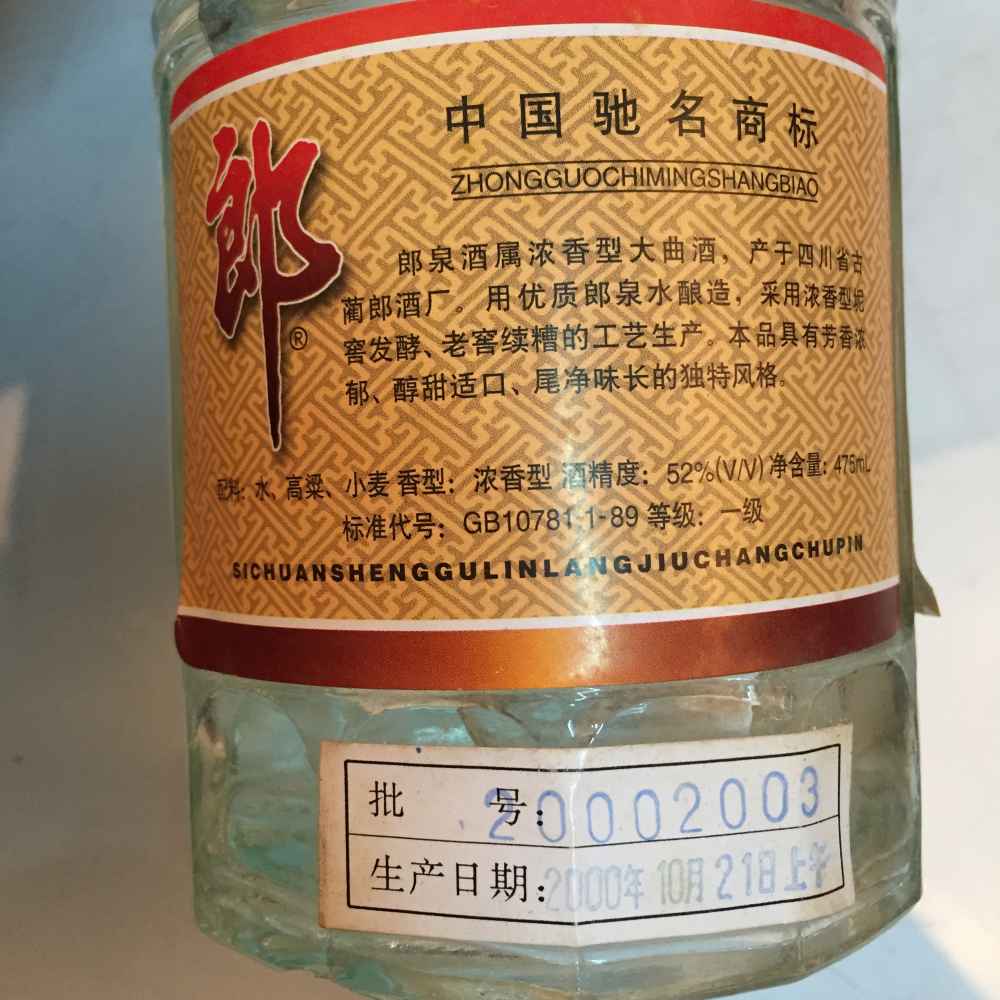 郎®
中国驰名商标
ZHONGGUOCHIMINGSHANGBIAO
郎泉酒属浓香型大曲酒，产于四川省古
蔺郎酒厂。用优质郎泉水酿造，采用浓香型地
窖发酵、老窖续糟的工艺生产。本品具有芳香浓
郁、醇甜适口、尾净味长的独特风格。
配料：水、高粱、小麦 香型：浓香型 酒精度：52%(V/V) 净含量：475mL
标准代号：GB10781.1-89 等级：一级
SICHUANSHENGGULINLANGJIUCHANGCHUPIN
批 号：20002003
生产日期：2000年10月21日上午